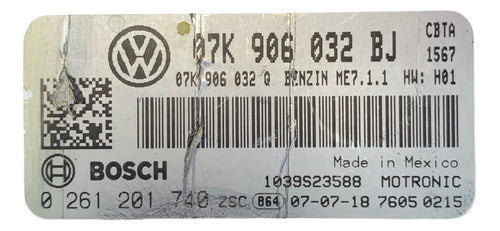 07K 906 032 BJ CBTA
1567
07K 906 032 Q BENZIN ME7.1.1 HW: H01
BOSCH
Made in Mexico
1039S23588 MOTRONIC
0 261 201 740 ZSC 864 07-07-18 7605 0215